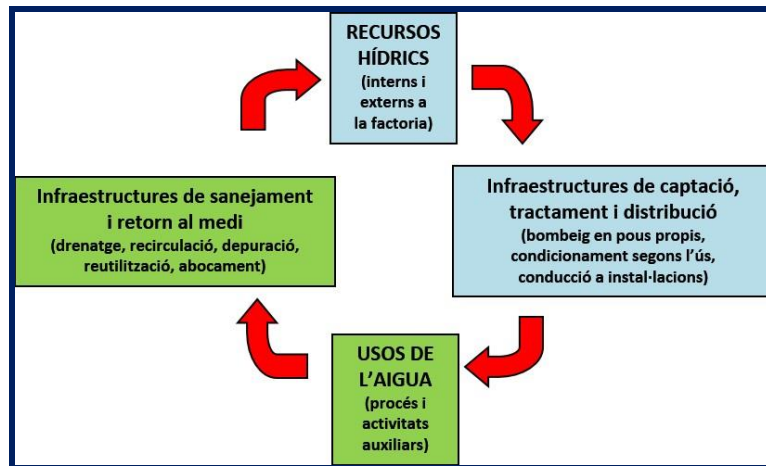 RECURSOS
HÍDRICS
(interns i
externs a
la factoria)
Infraestructures de sanejament
i retorn al medi
(drenatge, recirculació, depuració,
reutilització, abocament)
Infraestructures de captació,
tractament i distribució
(bombeig en pous propis,
condicionament segons l’ús,
conducció a instal·lacions)
USOS DE
L’AIGUA
(procés i
activitats
auxiliars)